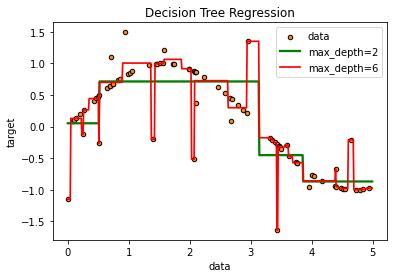 Decision Tree Regression
data
max_depth=2
max_depth=6
target
1.5
1.0
0.5
0.0
−0.5
−1.0
−1.5
0 1 2 3 4 5
data